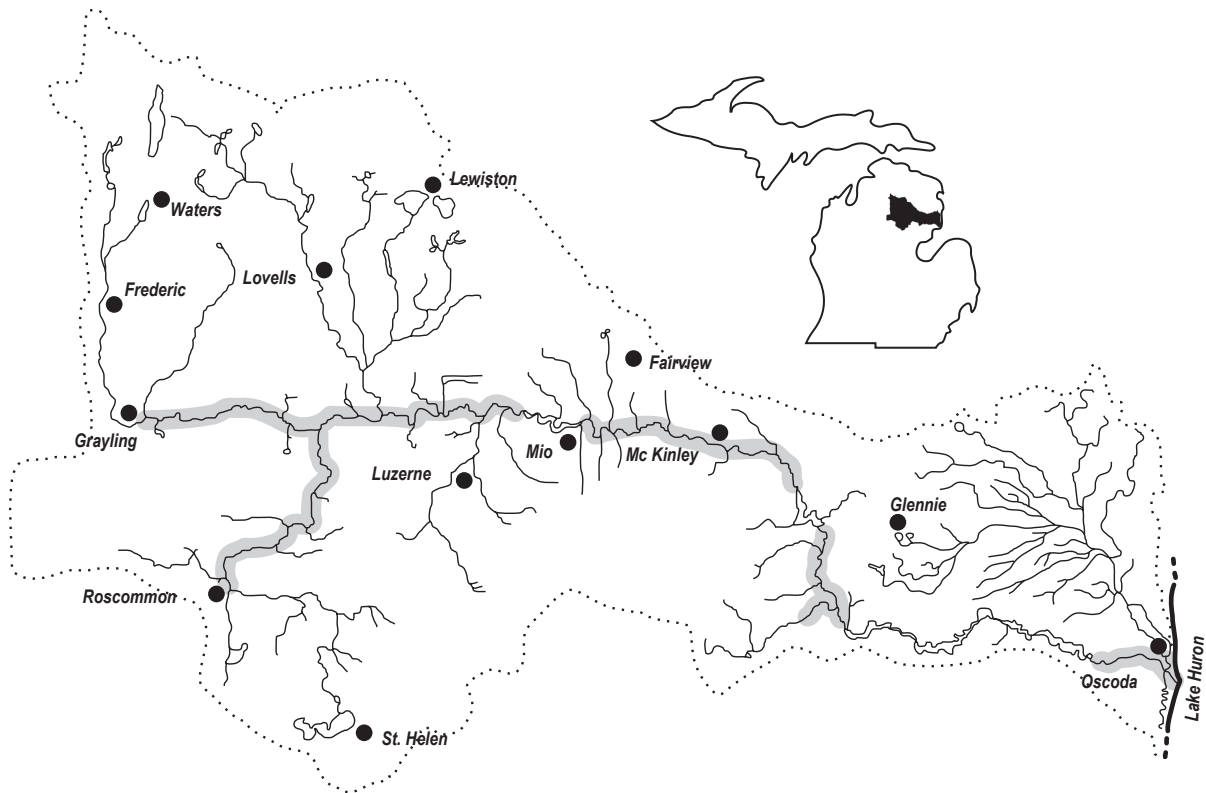 Lewiston
Waters
Lovells
Frederic
Fairview
Grayling
Mio
Mc Kinley
Luzerne
Glennie
Roscommon
Oscoda
Lake Huron
St. Helen